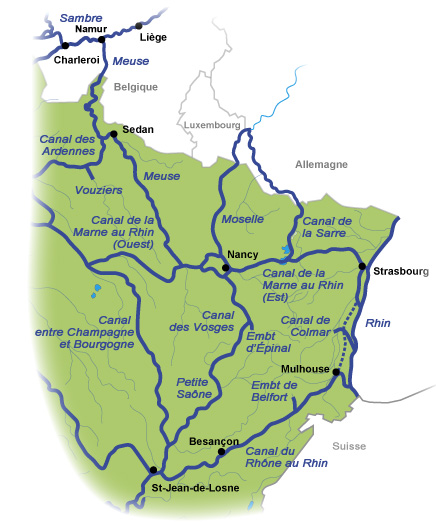 Sambre
Namur
Liège
Charleroi
Meuse
Belgique
Luxembourg
Sedan
Canal des
Ardennes
Allemagne
Meuse
Vouziers
Canal de la
Marne au Rhin
(Ouest)
Moselle
Canal de
la Sarre
Nancy
Strasbourg
Canal de la
Marne au Rhin
(Est)
Canal
entre Champagne
et Bourgogne
Canal
des Vosges
Canal de
Colmar
Rhin
Embt
d'Épinal
Mulhouse
Petite
Saône
Embt de
Belfort
Besançon
Suisse
Canal du
Rhône au Rhin
St-Jean-de-Losne